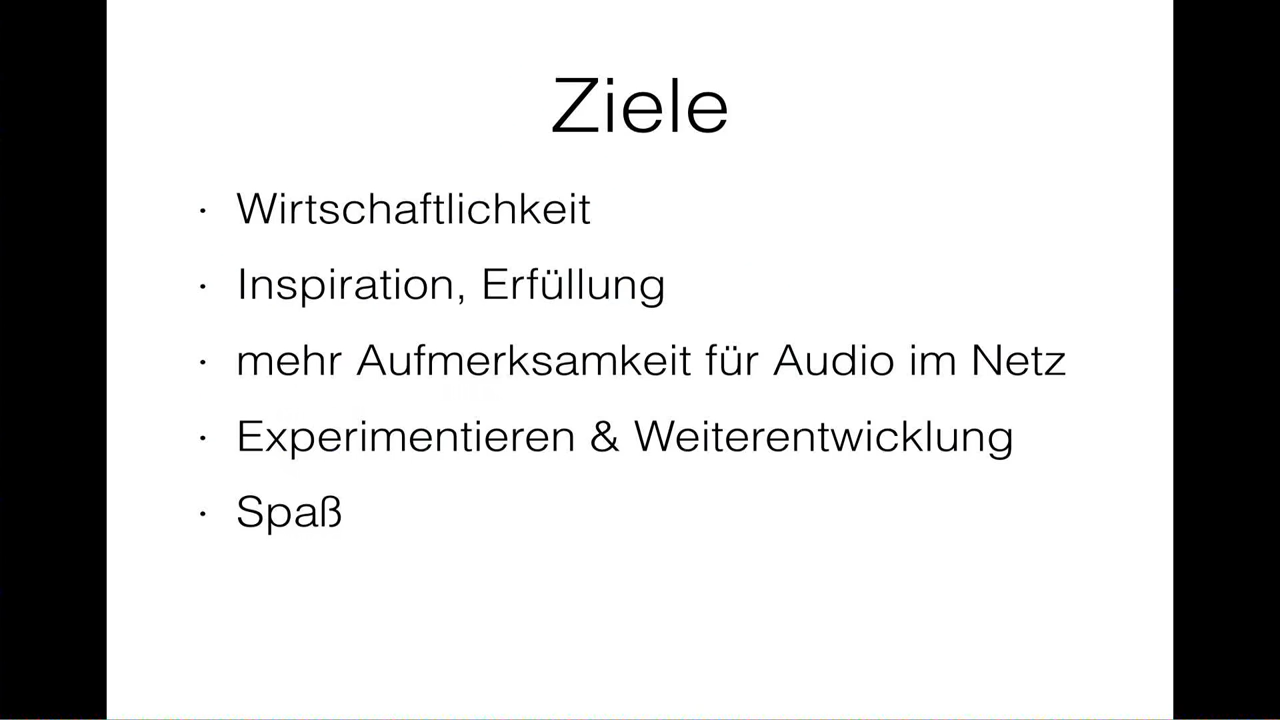 Ziele
· Wirtschaftlichkeit
· Inspiration, Erfüllung
· mehr Aufmerksamkeit für Audio im Netz
· Experimentieren & Weiterentwicklung
· Spaß